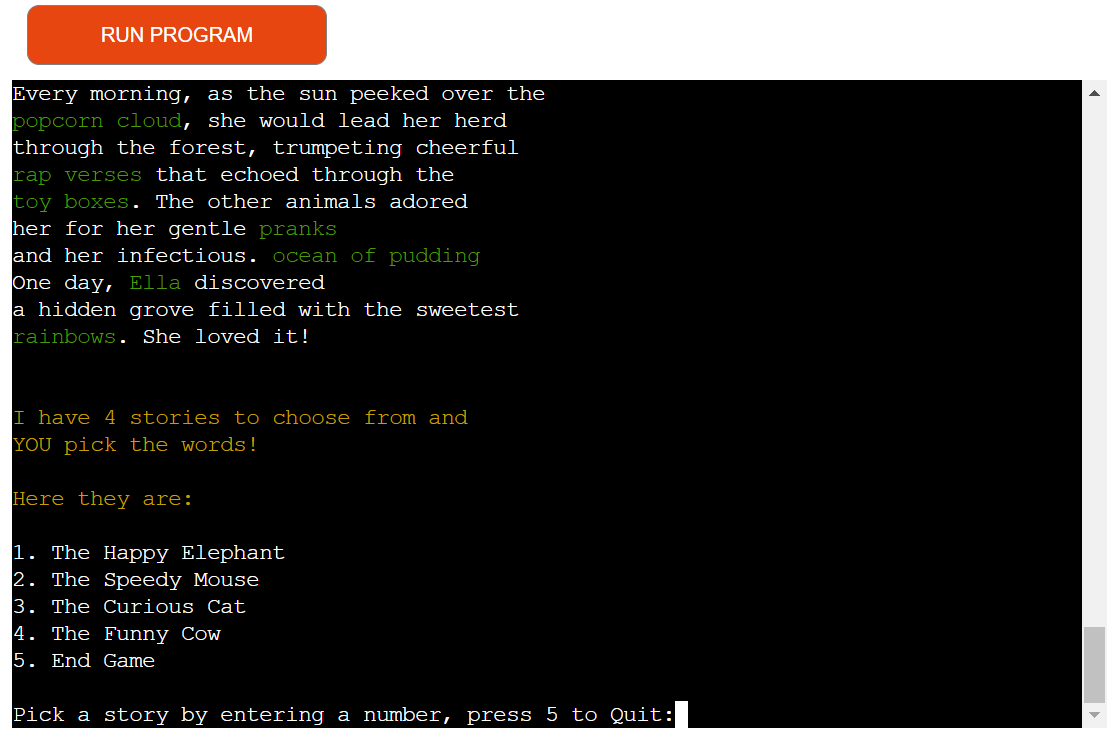 RUN PROGRAM
Every morning, as the sun peeked over the
popcorn cloud, she would lead her herd
through the forest, trumpeting cheerful
rap verses that echoed through the
toy boxes. The other animals adored
her for her gentle pranks
and her infectious. ocean of pudding
One day, Ella discovered
a hidden grove filled with the sweetest
rainbows. She loved it!
I have 4 stories to choose from and
YOU pick the words!
Here they are:
1. The Happy Elephant
2. The Speedy Mouse
3. The Curious Cat
4. The Funny Cow
5. End Game
Pick a story by entering a number, press 5 to Quit: